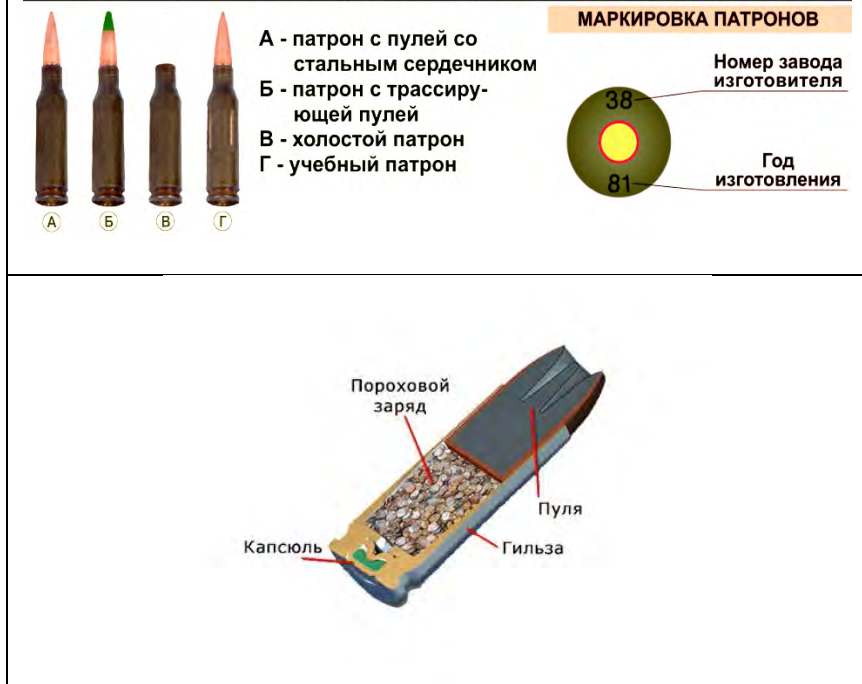 А - патрон с пулей со
стальным сердечником
Б - патрон с трассиру-
ющей пулей
В - холостой патрон
Г - учебный патрон
А
Б
В
Г
МАРКИРОВКА ПАТРОНОВ
Номер завода
изготовителя
38
81
Год
изготовления
Пороховой
заряд
Пуля
Гильза
Капсюль